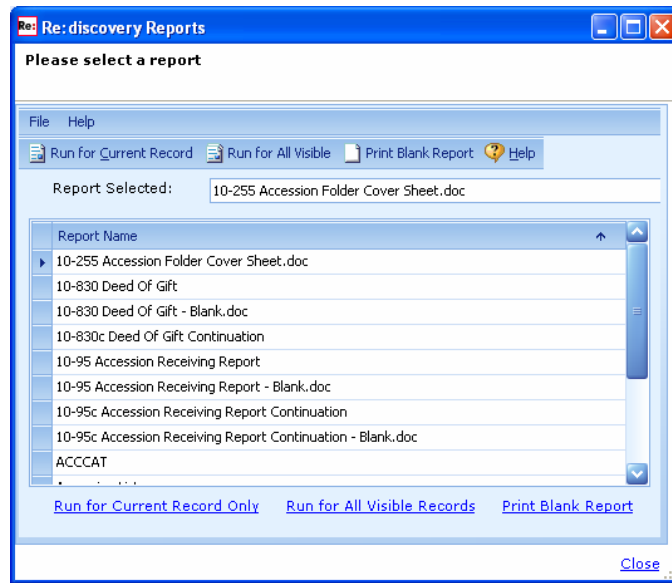 Re: Re:discovery Reports
Please select a report
File Help
Run for Current Record Run for All Visible Print Blank Report Help
Report Selected: 10-255 Accession Folder Cover Sheet.doc
Report Name
10-255 Accession Folder Cover Sheet.doc
10-830 Deed Of Gift
10-830 Deed Of Gift - Blank.doc
10-830c Deed Of Gift Continuation
10-95 Accession Receiving Report
10-95 Accession Receiving Report - Blank.doc
10-95c Accession Receiving Report Continuation
10-95c Accession Receiving Report Continuation - Blank.doc
ACCCAT
Run for Current Record Only Run for All Visible Records Print Blank Report
Close